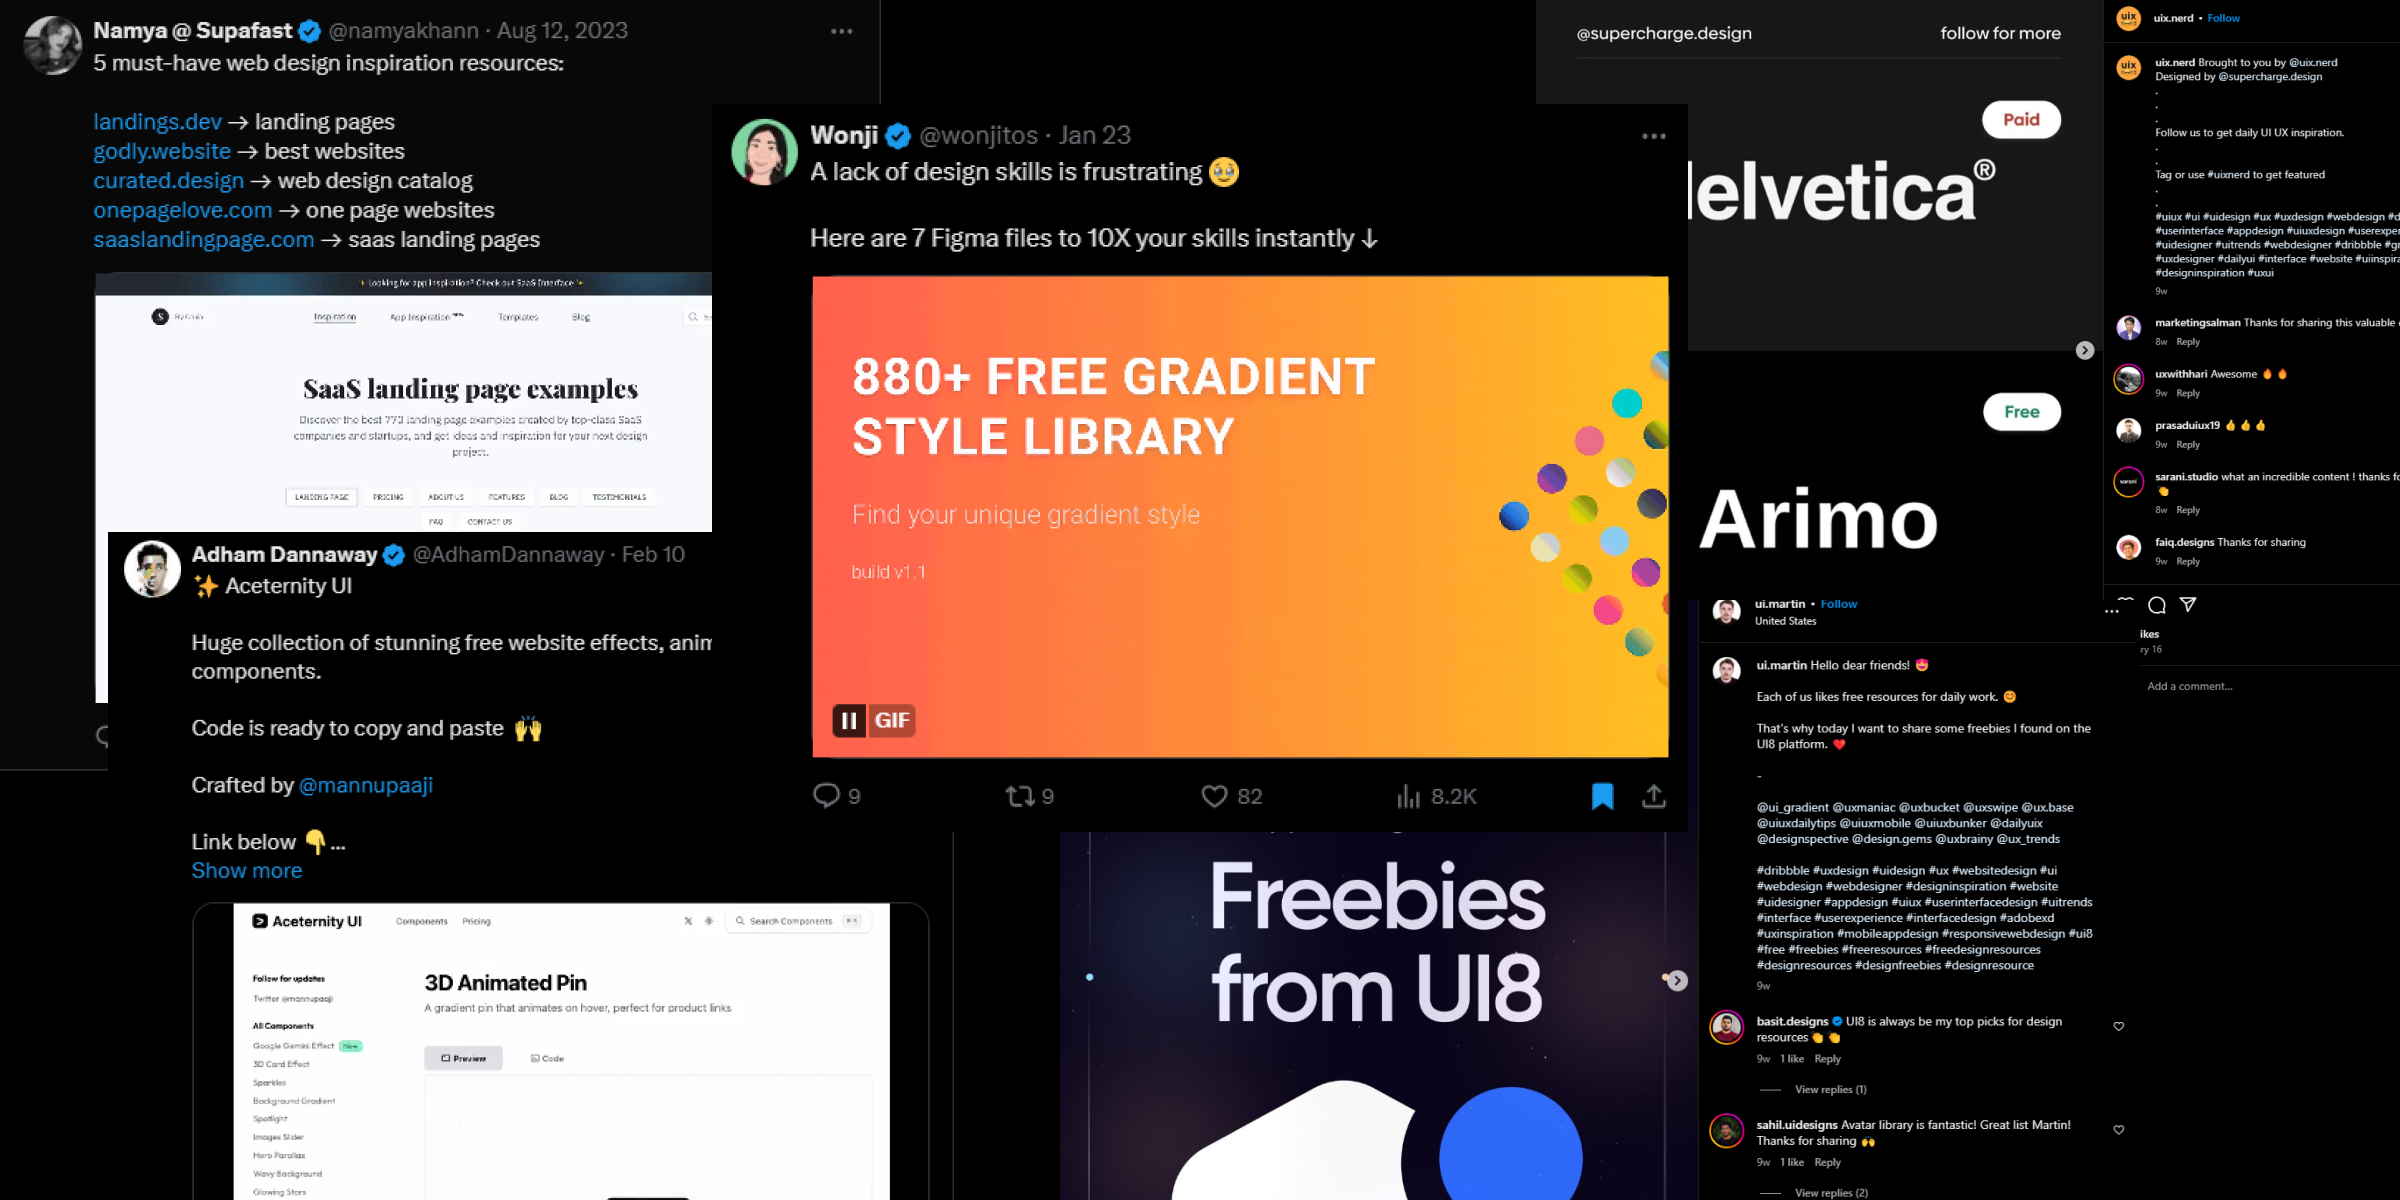 Namya @ Supafast @namyakhann · Aug 12, 2023
5 must-have web design inspiration resources:
landings.dev → landing pages
godly.website → best websites
curated.design → web design catalog
onepagelove.com → one page websites
saaslandingpage.com → saas landing pages
Looking for app inspiration? Check our SaaS Interface
Inspiration App Inspiration Templates Blog
SaaS landing page examples
Discover the best 773 landing page examples created by top-class SaaS
companies and startups, and get ideas and inspiration for your next design
project.
LANDING PAGE PRICING ABOUT US FEATURES BLOG TESTIMONIALS
FAQ CONTACT US
Adham Dannaway @AdhamDannaway · Feb 10
✨ Aceternity UI
Huge collection of stunning free website effects, anim
components.
Code is ready to copy and paste 🙌
Crafted by @mannupaaji
Link below 👇...
Show more
Aceternity UI Components Pricing Search Components
Follow for updates
Twitter @mannupaaji
All Components
Google Gemini Effect New
3D Card Effect
Sparkles
Background Gradient
Spotlight
Images Slider
Hero Parallax
Wavy Background
Glowing Stars
3D Animated Pin
A gradient pin that animates on hover, perfect for product links
Preview Code
Wonji @wonjitos · Jan 23
A lack of design skills is frustrating 🥹
Here are 7 Figma files to 10X your skills instantly ↓
880+ FREE GRADIENT
STYLE LIBRARY
Find your unique gradient style
build v1.1
GIF
9 9 82 8.2K
@supercharge.design follow for more
Paid
elvetica®
Free
Arimo
Freebies
from UI8
uix.nerd • Follow
uix.nerd Brought to you by @uix.nerd
Designed by @supercharge.design
.
.
.
Follow us to get daily UI UX inspiration.
.
.
Tag or use #uixnerd to get featured
.
.
#uiux #ui #uidesign #ux #uxdesign #webdesign #d
#userinterface #appdesign #uiuxdesign #userexper
#uidesigner #uitrends #webdesigner #dribbble #gr
#uxdesigner #dailyui #interface #website #uiinspira
#designinspiration #uxui
9w
marketingsalman Thanks for sharing this valuable
8w Reply
uxwithhari Awesome 🔥 🔥
9w Reply
prasaduiux19 👍 👍 👍
9w Reply
sarani.studio what an incredible content ! thanks fo
👏
8w Reply
faiq.designs Thanks for sharing
9w Reply
ikes
ry 16
Add a comment...
ui.martin • Follow
United States
ui.martin Hello dear friends! 😍
Each of us likes free resources for daily work. 😊
That's why today I want to share some freebies I found on the
UI8 platform. ❤️
-
@ui_gradient @uxmaniac @uxbucket @uxswipe @ux.base
@uiuxdailytips @uiuxmobile @uiuxbunker @dailyuix
@designspective @design.gems @uxbrainy @ux_trends
#dribbble #uxdesign #uidesign #ux #websitedesign #ui
#webdesign #webdesigner #designinspiration #website
#uidesigner #appdesign #uiux #userinterfacedesign #uitrends
#interface #userexperience #interfacedesign #adobexd
#uxinspiration #mobileappdesign #responsivewebdesign #ui8
#free #freebies #freeresources #freedesignresources
#designresources #designfreebies #designresource
9w
basit.designs UI8 is always be my top picks for design
resources 👏 👏
9w 1 like Reply
View replies (1)
sahil.uidesigns Avatar library is fantastic! Great list Martin!
Thanks for sharing 🙌
9w 1 like Reply
View replies (2)